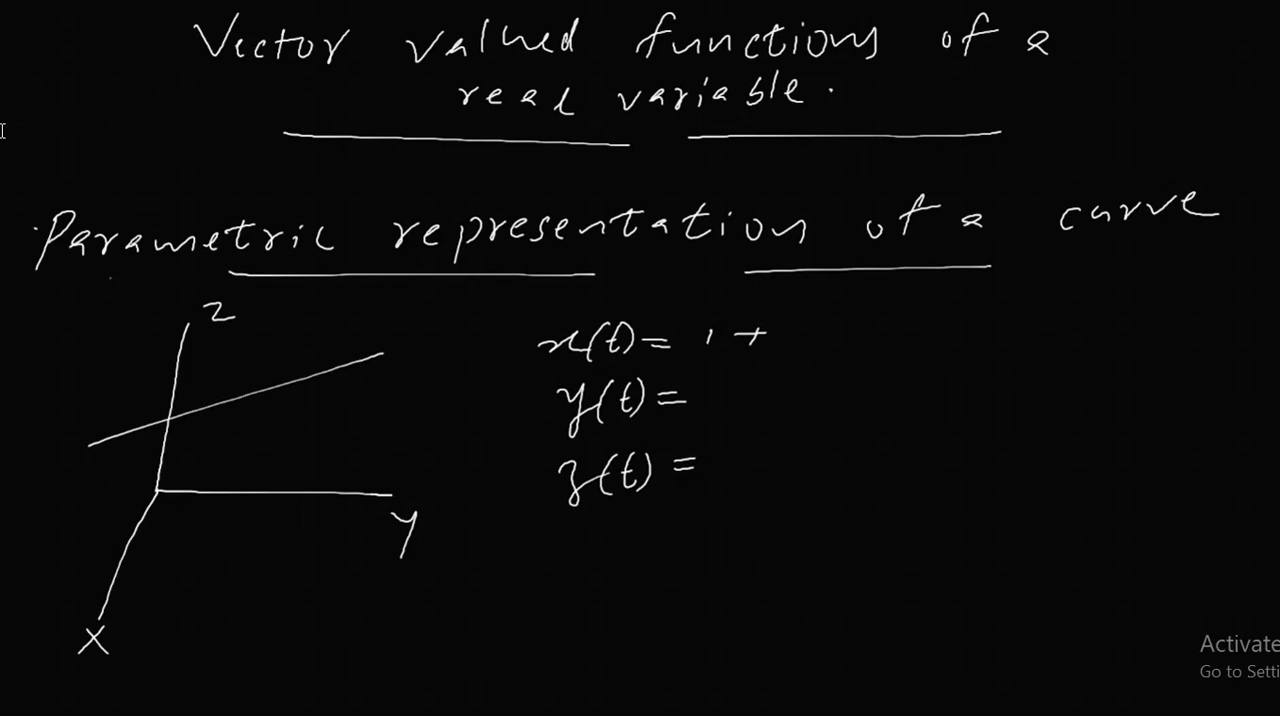 Vector valued functions of a
real variable.
Parametric representation of a curve
Z
x(t) = 1 +
y(t) =
z(t) =
Y
X
Activate
Go to Setti